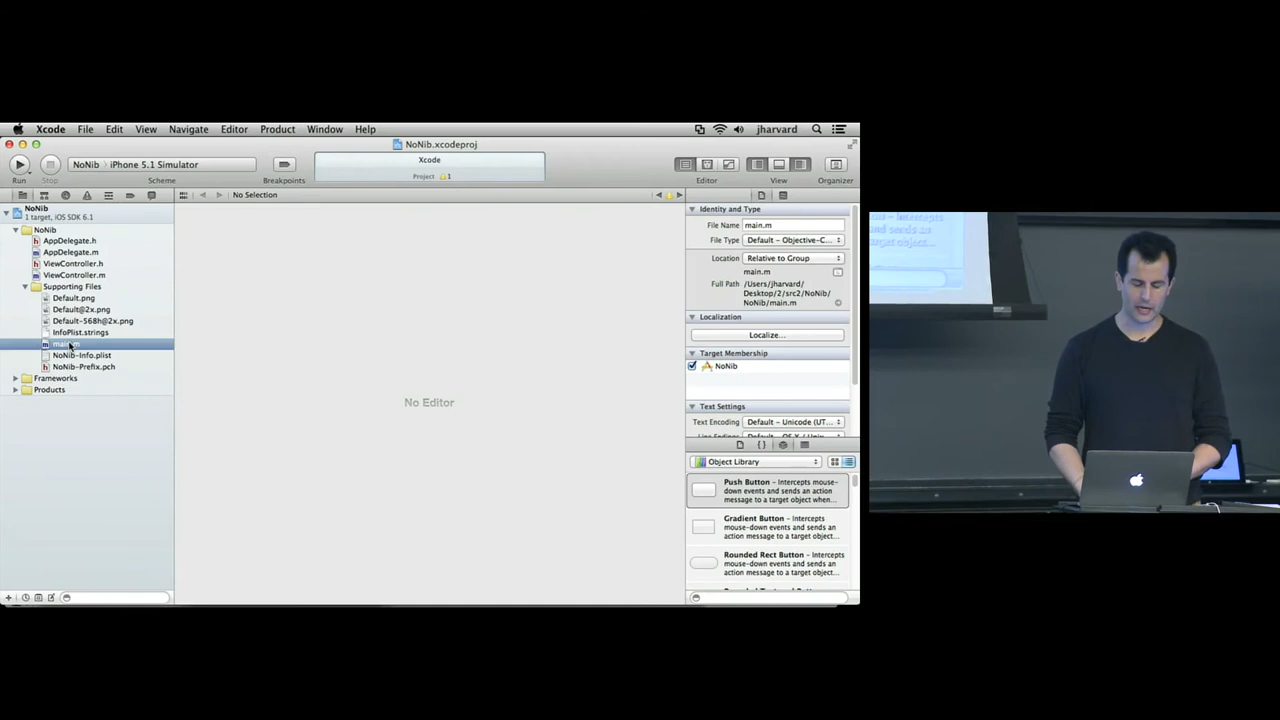 Xcode File Edit View Navigate Editor Product Window Help jharvard
NoNib.xcodeproj
NoNib › iPhone 5.1 Simulator
Xcode
Project 1
Run Stop Scheme Breakpoints Editor View Organizer
No Selection
NoNib
1 target, iOS SDK 6.1
NoNib
AppDelegate.h
AppDelegate.m
ViewController.h
ViewController.m
Supporting Files
Default.png
Default@2x.png
Default-568h@2x.png
InfoPlist.strings
main.m
NoNib-Info.plist
NoNib-Prefix.pch
Frameworks
Products
No Editor
Identity and Type
File Name main.m
File Type Default - Objective-C...
Location Relative to Group
main.m
Full Path /Users/jharvard/
Desktop/2/src2/NoNib/
NoNib/main.m
Localization
Localize...
Target Membership
NoNib
Text Settings
Text Encoding Default - Unicode (UT...
Object Library
Push Button - Intercepts mouse-
down events and sends an action
message to a target object when...
Gradient Button - Intercepts
mouse-down events and sends an
action message to a target object...
Rounded Rect Button - Intercepts
mouse-down events and sends an
action message to a target object...
and sends an
target object...